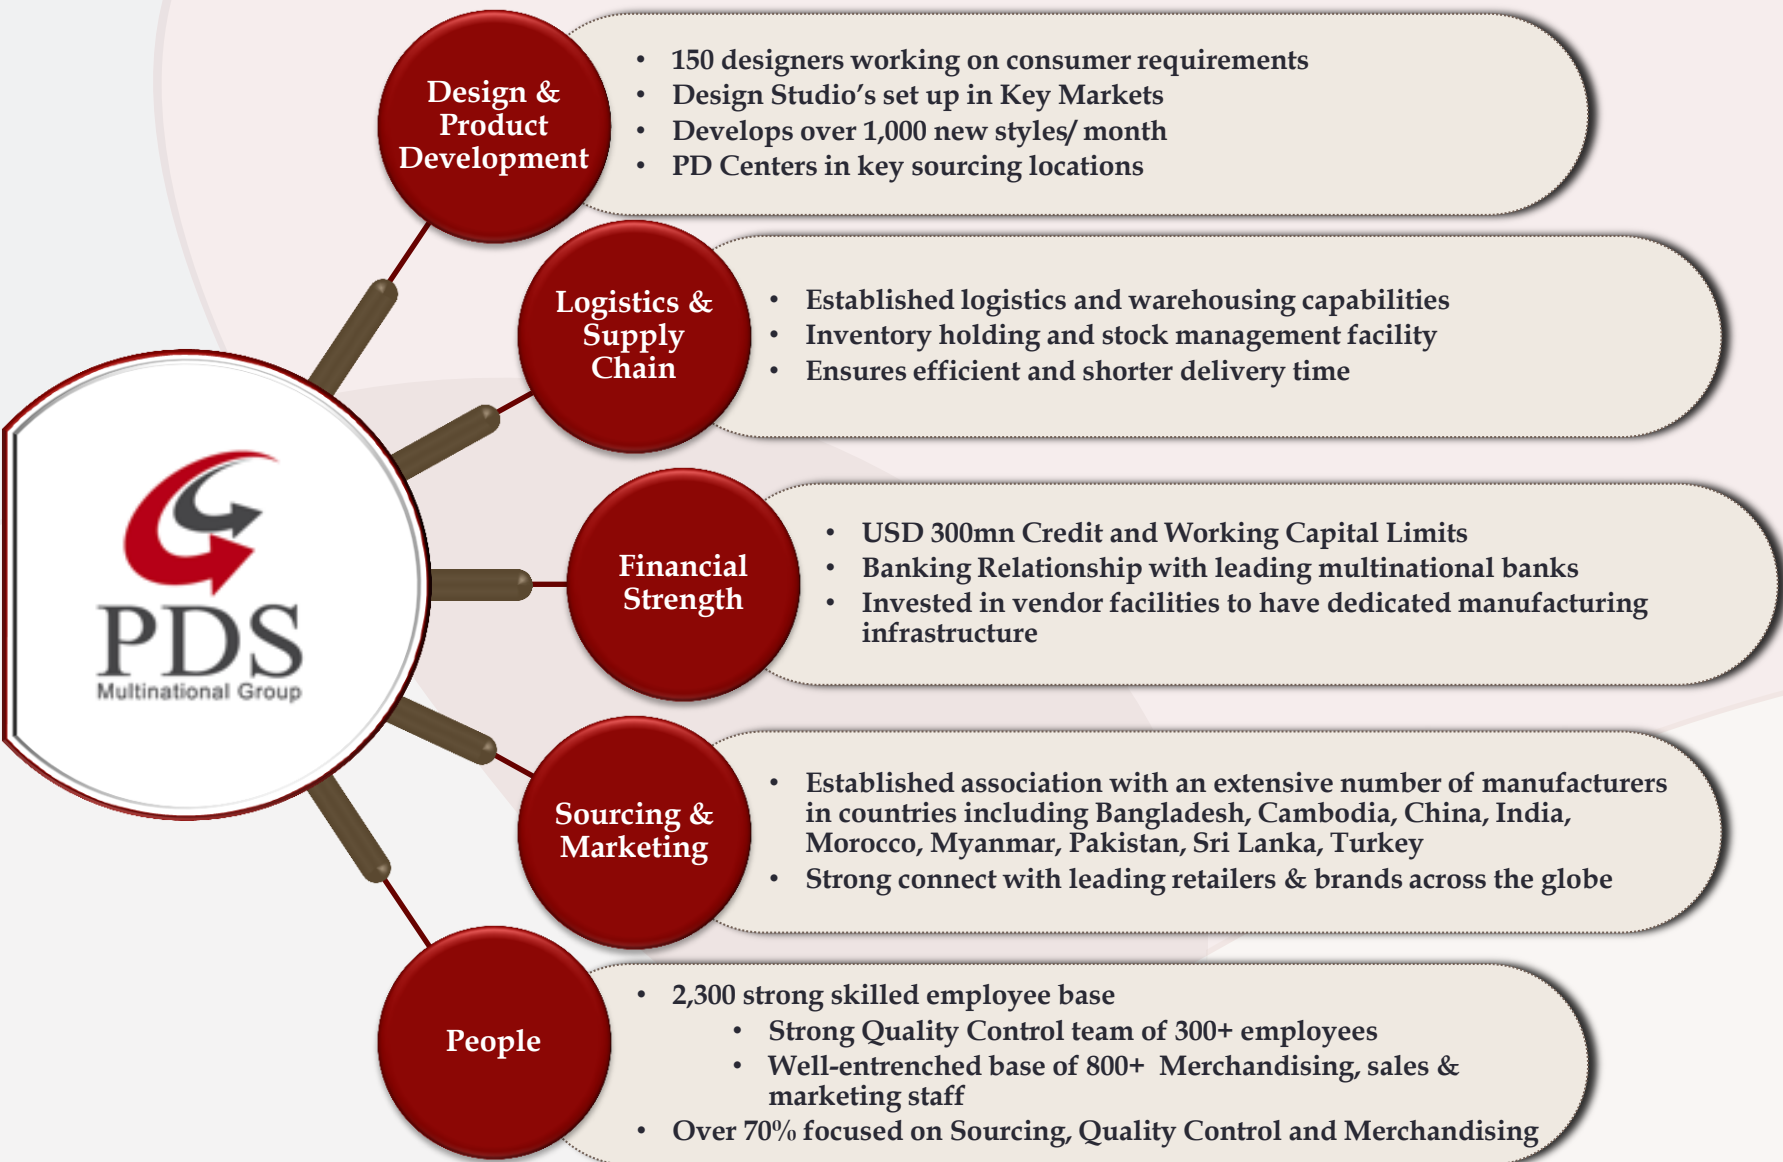 Design &
Product
Development
• 150 designers working on consumer requirements
• Design Studio’s set up in Key Markets
• Develops over 1,000 new styles/ month
• PD Centers in key sourcing locations
Logistics &
Supply
Chain
• Established logistics and warehousing capabilities
• Inventory holding and stock management facility
• Ensures efficient and shorter delivery time
PDS
Multinational Group
Financial
Strength
• USD 300mn Credit and Working Capital Limits
• Banking Relationship with leading multinational banks
• Invested in vendor facilities to have dedicated manufacturing
infrastructure
Sourcing &
Marketing
• Established association with an extensive number of manufacturers
in countries including Bangladesh, Cambodia, China, India,
Morocco, Myanmar, Pakistan, Sri Lanka, Turkey
• Strong connect with leading retailers & brands across the globe
People
• 2,300 strong skilled employee base
• Strong Quality Control team of 300+ employees
• Well-entrenched base of 800+ Merchandising, sales &
marketing staff
• Over 70% focused on Sourcing, Quality Control and Merchandising